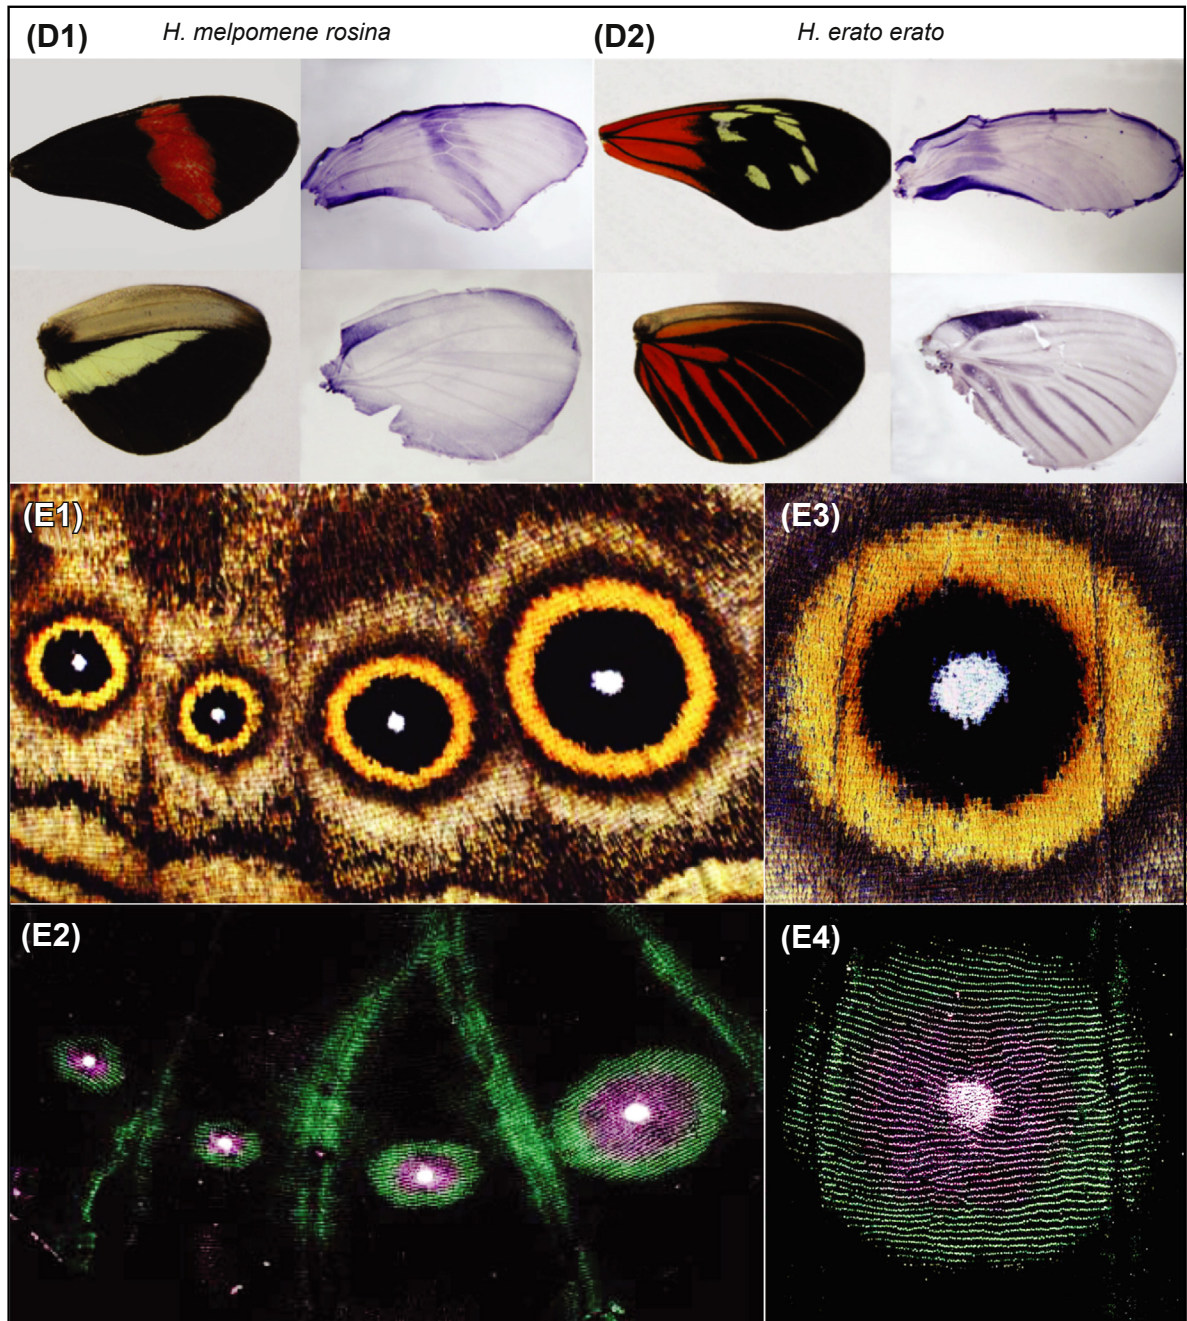 (D1) H. melpomene rosina
(D2) H. erato erato
(E1)
(E3)
(E2)
(E4)